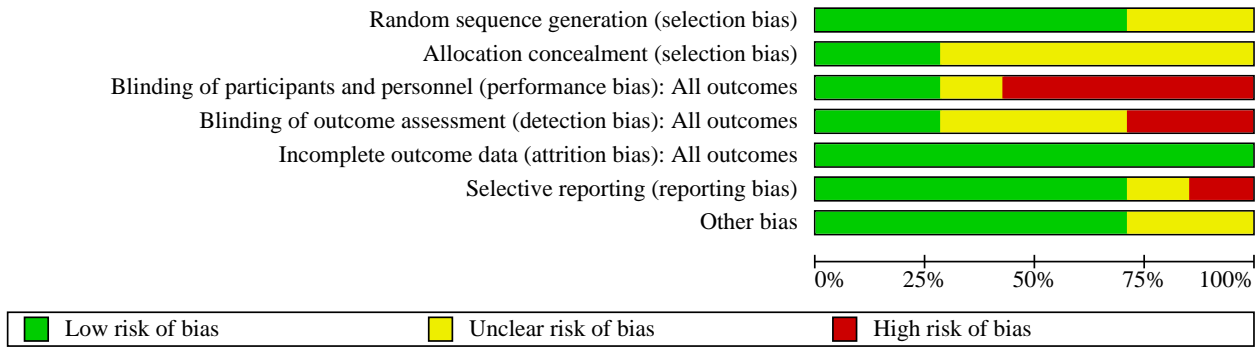 Random sequence generation (selection bias)
Allocation concealment (selection bias)
Blinding of participants and personnel (performance bias): All outcomes
Blinding of outcome assessment (detection bias): All outcomes
Incomplete outcome data (attrition bias): All outcomes
Selective reporting (reporting bias)
Other bias
0% 25% 50% 75% 100%
Low risk of bias Unclear risk of bias High risk of bias